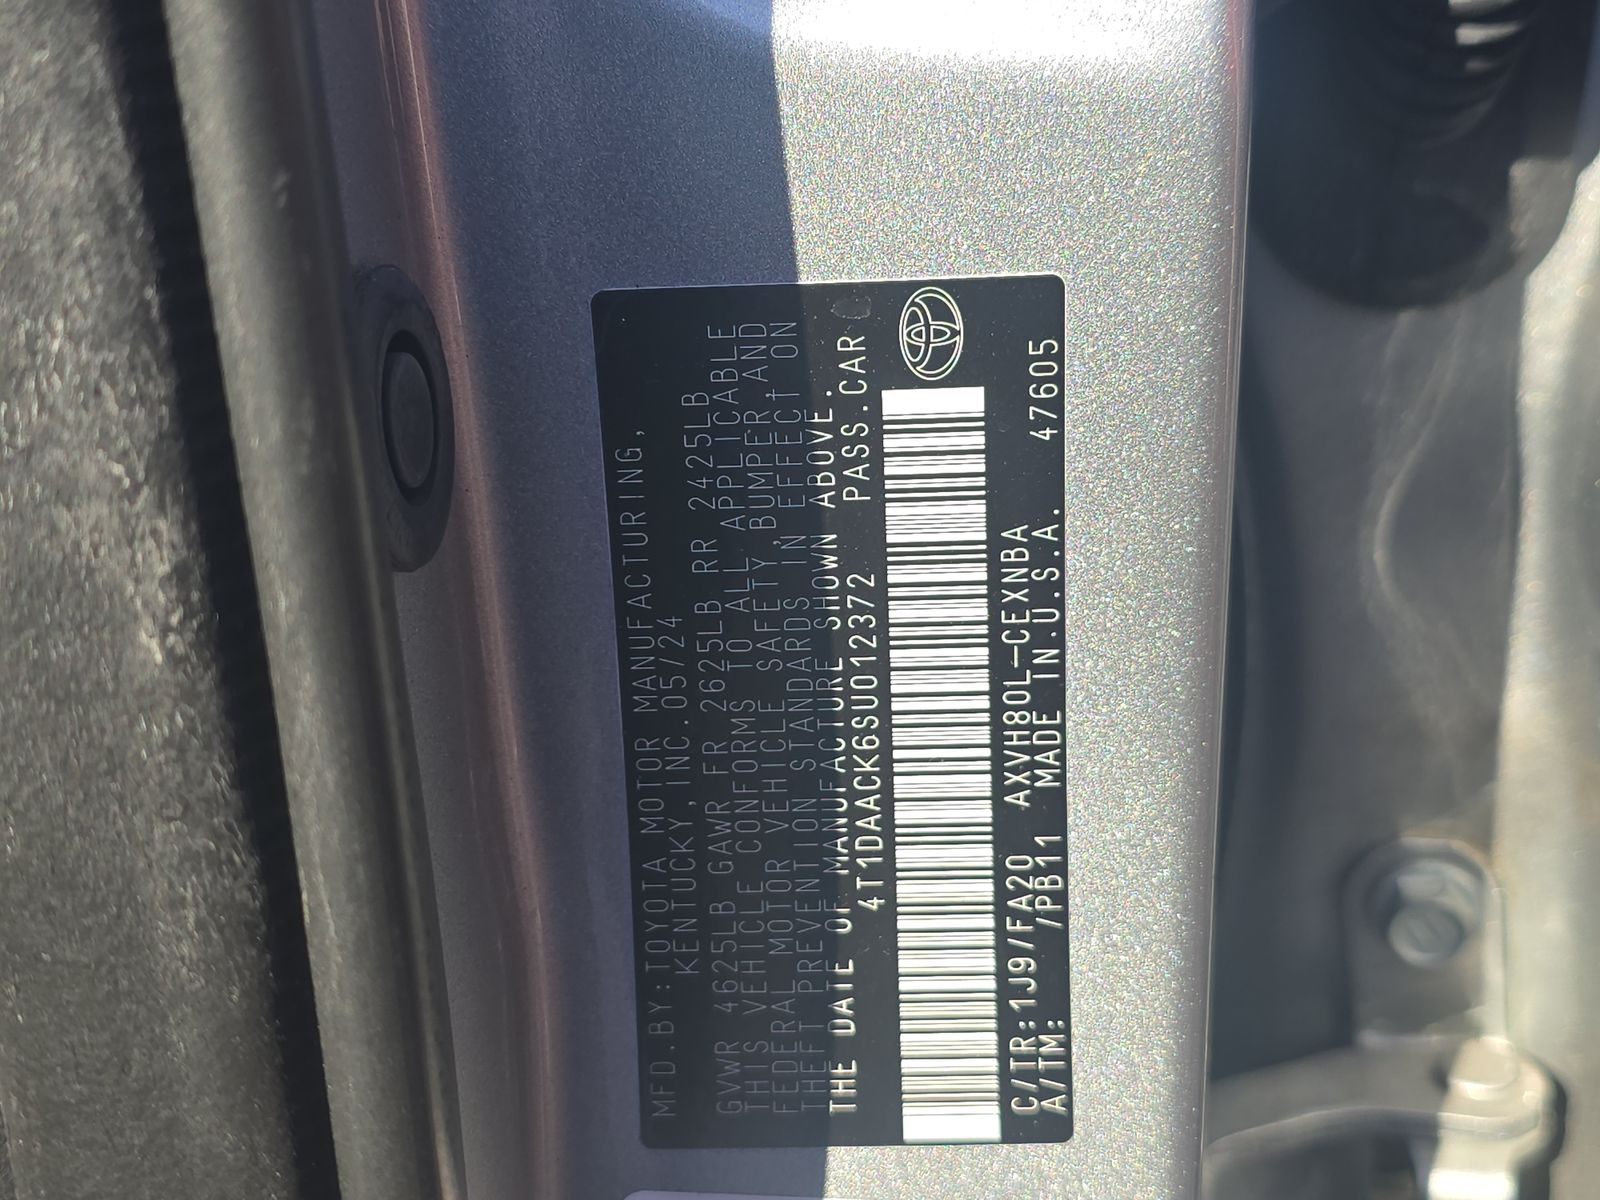 MFD.BY:TOYOTA MOTOR MANUFACTURING,
KENTUCKY,INC.05/24
GVWR 4625LB GAWR FR 2625LB RR 2425LB
THIS VEHICLE CONFORMS TO ALL APPLICABLE
FEDERAL MOTOR VEHICLE SAFETY,BUMPER,AND
THEFT PREVENTION STANDARDS IN EFFECT ON
THE DATE OF MANUFACTURE SHOWN ABOVE.
4T1DAACK6SU012372 PASS.CAR
C/TR:1J9/FA20 AXVH80L-CEXNBA
A/TM: /PB11 MADE IN U.S.A. 47605